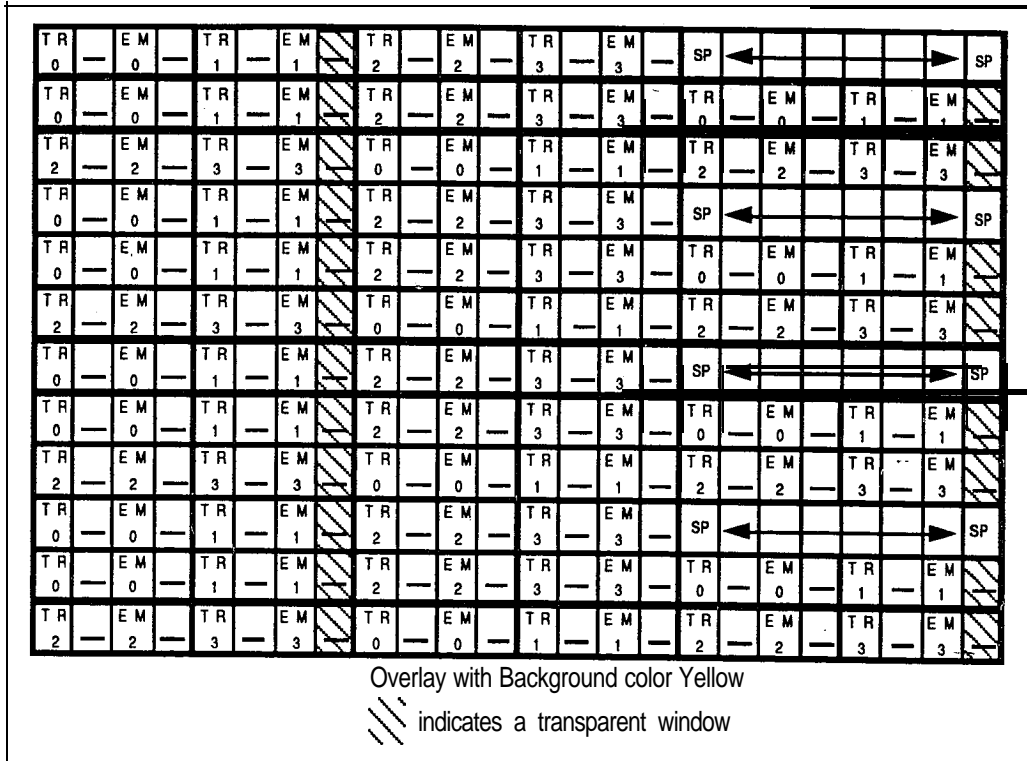 TR 0 — EM 0 — TR 1 — EM 1 — TR 2 — EM 2 — TR 3 — EM 3 — SP SP
TR 0 — EM 0 — TR 1 — EM 1 — TR 2 — EM 2 — TR 3 — EM 3 — TR 0 — EM 0 — TR 1 — EM 1 —
TR 2 — EM 2 — TR 3 — EM 3 — TR 0 — EM 0 — TR 1 — EM 1 — TR 2 — EM 2 — TR 3 — EM 3 —
TR 0 — EM 0 — TR 1 — EM 1 — TR 2 — EM 2 — TR 3 — EM 3 — SP SP
TR 0 — EM 0 — TR 1 — EM 1 — TR 2 — EM 2 — TR 3 — EM 3 — TR 0 — EM 0 — TR 1 — EM 1 —
TR 2 — EM 2 — TR 3 — EM 3 — TR 0 — EM 0 — TR 1 — EM 1 — TR 2 — EM 2 — TR 3 — EM 3 —
TR 0 — EM 0 — TR 1 — EM 1 — TR 2 — EM 2 — TR 3 — EM 3 — SP SP
TR 0 — EM 0 — TR 1 — EM 1 — TR 2 — EM 2 — TR 3 — EM 3 — TR 0 — EM 0 — TR 1 — EM 1 —
TR 2 — EM 2 — TR 3 — EM 3 — TR 0 — EM 0 — TR 1 — EM 1 — TR 2 — EM 2 — TR 3 — EM 3 —
TR 0 — EM 0 — TR 1 — EM 1 — TR 2 — EM 2 — TR 3 — EM 3 — SP SP
TR 0 — EM 0 — TR 1 — EM 1 — TR 2 — EM 2 — TR 3 — EM 3 — TR 0 — EM 0 — TR 1 — EM 1 —
TR 2 — EM 2 — TR 3 — EM 3 — TR 0 — EM 0 — TR 1 — EM 1 — TR 2 — EM 2 — TR 3 — EM 3 —
Overlay with Background color Yellow
indicates a transparent window